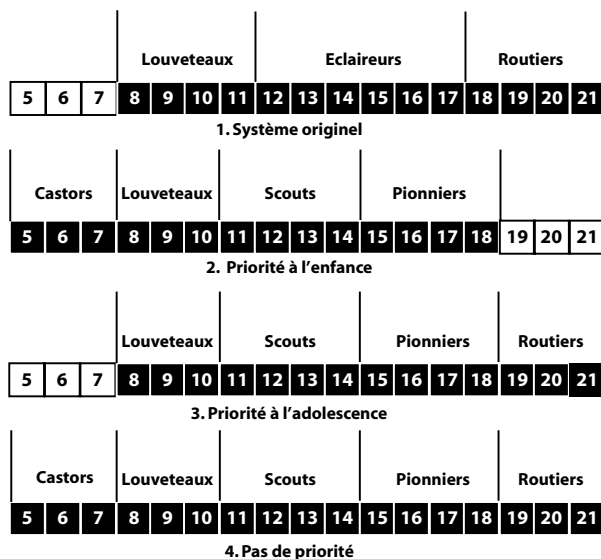 Louveteaux Eclaireurs Routiers
5 6 7 8 9 10 11 12 13 14 15 16 17 18 19 20 21
1. Système originel
Castors Louveteaux Scouts Pionniers
5 6 7 8 9 10 11 12 13 14 15 16 17 18 19 20 21
2. Priorité à l’enfance
Louveteaux Scouts Pionniers Routiers
5 6 7 8 9 10 11 12 13 14 15 16 17 18 19 20 21
3. Priorité à l’adolescence
Castors Louveteaux Scouts Pionniers Routiers
5 6 7 8 9 10 11 12 13 14 15 16 17 18 19 20 21
4. Pas de priorité